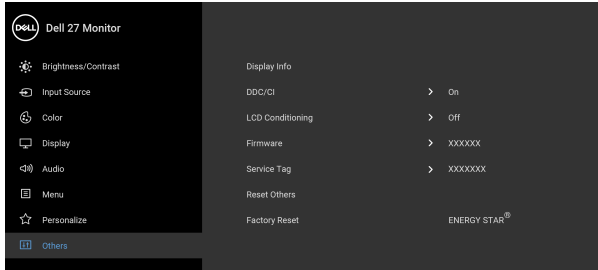 DELL Dell 27 Monitor
Brightness/Contrast
Input Source
Color
Display
Audio
Menu
Personalize
Others
Display Info
DDC/CI > On
LCD Conditioning > Off
Firmware > XXXXXX
Service Tag > XXXXXXX
Reset Others
Factory Reset ENERGY STAR®